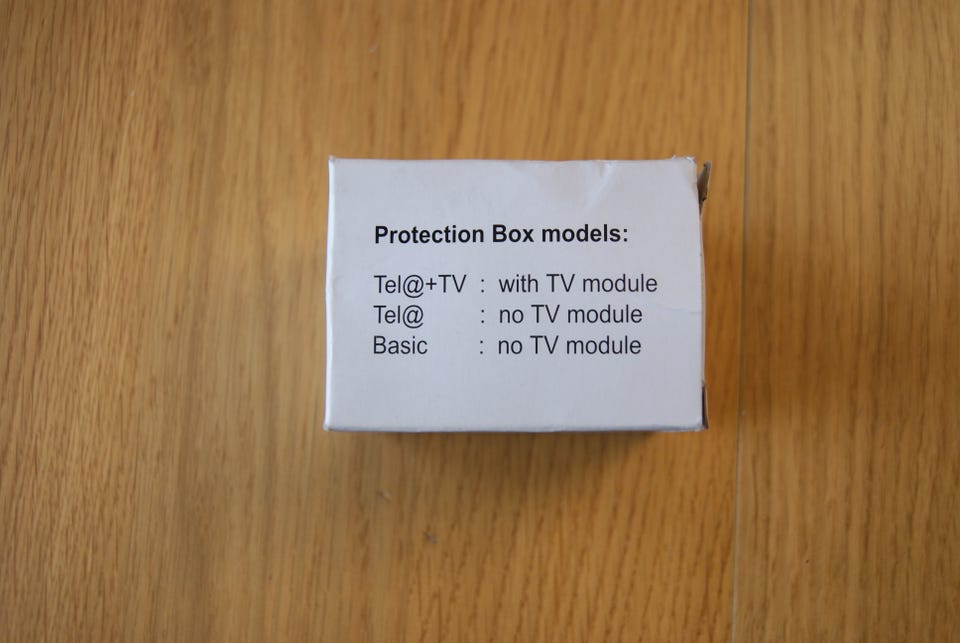 Protection Box models:
Tel@+TV : with TV module
Tel@ : no TV module
Basic : no TV module